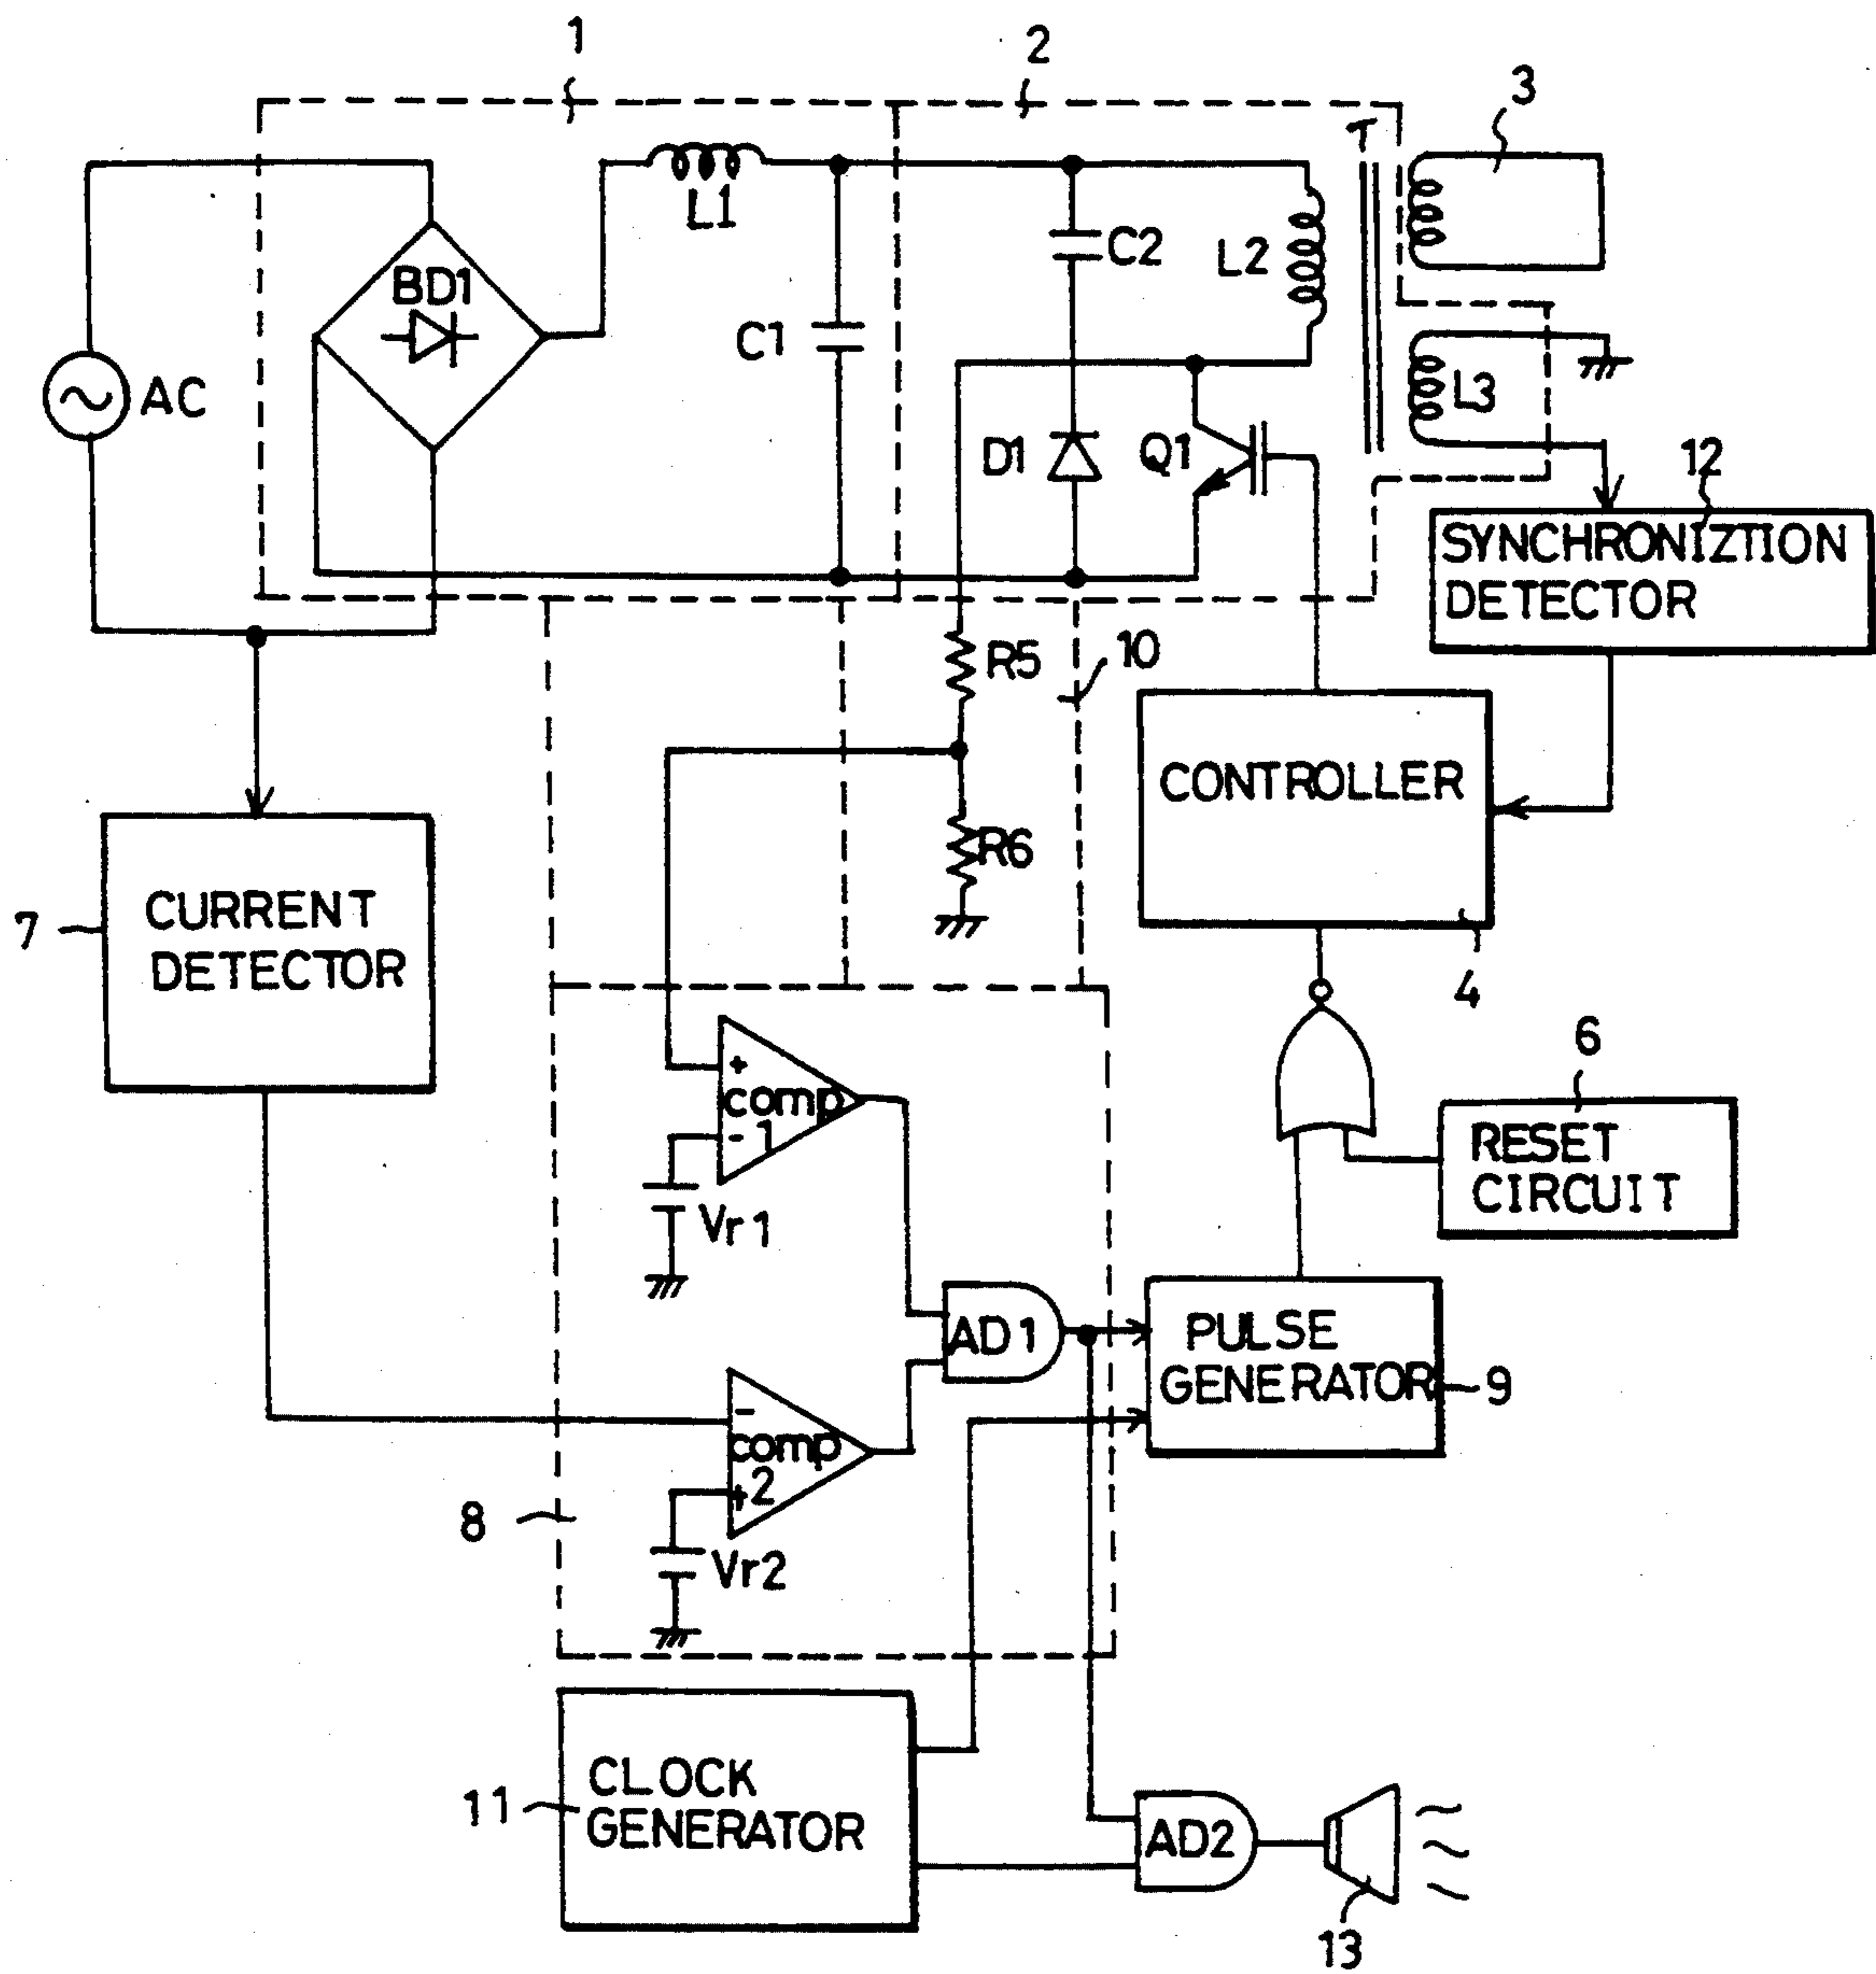 1
2
3
T
L1
BD1
C2
L2
C1
AC
L3
D1
Q1
12
SYNCHRONIZTION
DETECTOR
R5
10
CONTROLLER
R6
7
CURRENT
DETECTOR
4
6
+
comp
- 1
RESET
CIRCUIT
Vr1
AD1
PULSE
GENERATOR
9
-
comp
+2
8
Vr2
CLOCK
GENERATOR
11
AD2
13